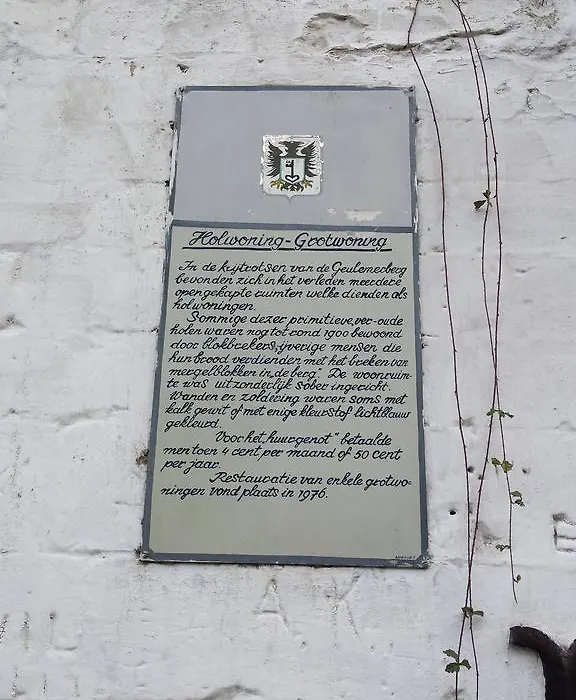 Holwoning-Grotwoning
In de krijtrotsen van de Geulemerberg
bevonden zich in het verleden meerdere
open gekapte ruimten welke dienden als
holwoningen.
Sommige dezer primitieve, ver-oude
holen waren nog tot rond 1900 bewoond
door blokbrekers; ijverige mensen die
hun brood verdienden met het breken van
mergelblokken in „de berg”. De woonruim-
te was uitzonderlijk sober ingericht.
Wanden en zoldering waren soms met
kalk gewit of met enige kleurstof lichtblauw
gekleurd.
Voor het „huurgenot” betaalde
men toen 4 cent per maand of 50 cent
per jaar.
Restauratie van enkele grotwo-
ningen vond plaats in 1976.